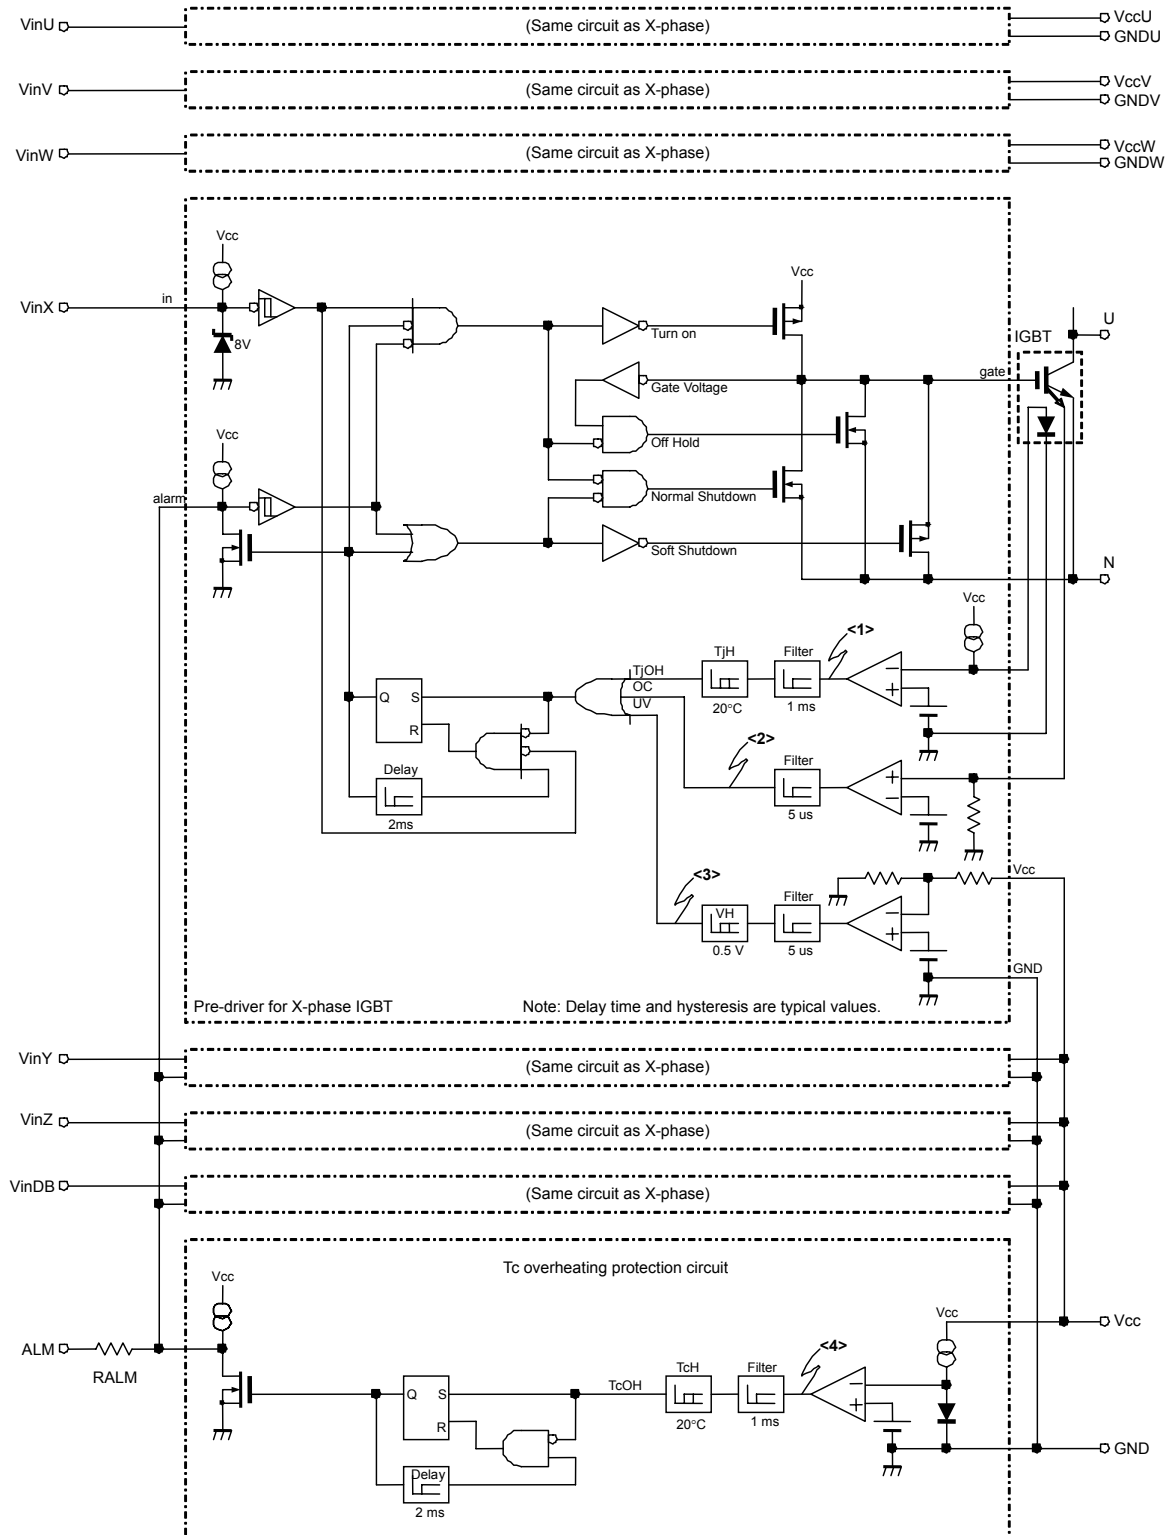 VinU
(Same circuit as X-phase)
VccU
GNDU
VinV
(Same circuit as X-phase)
VccV
GNDV
VinW
(Same circuit as X-phase)
VccW
GNDW
Vcc
Vcc
VinX
in
8V
Turn on
IGBT
U
Gate Voltage
gate
Off Hold
Vcc
alarm
Normal Shutdown
Soft Shutdown
N
Vcc
<1>
TjH
Filter
TjOH
OC
UV
20°C
1 ms
Q
S
R
<2>
Delay
Filter
2ms
5 us
<3>
Vcc
VH
Filter
0.5 V
5 us
GND
Pre-driver for X-phase IGBT
Note: Delay time and hysteresis are typical values.
VinY
(Same circuit as X-phase)
VinZ
(Same circuit as X-phase)
VinDB
(Same circuit as X-phase)
Tc overheating protection circuit
Vcc
Vcc
Vcc
ALM
RALM
<4>
TcH
Filter
TcOH
Q
S
R
20°C
1 ms
GND
Delay
2 ms